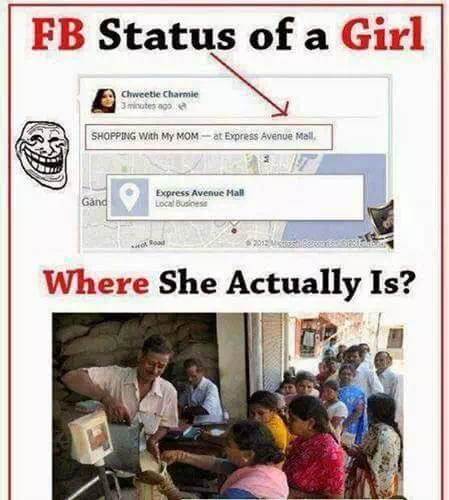 FB Status of a Girl
Chweetie Charmie
3 minutes ago
SHOPPING With My MOM — at Express Avenue Mall.
Express Avenue Mall
Gand
Local Business
Road
© 2012
Where She Actually Is?